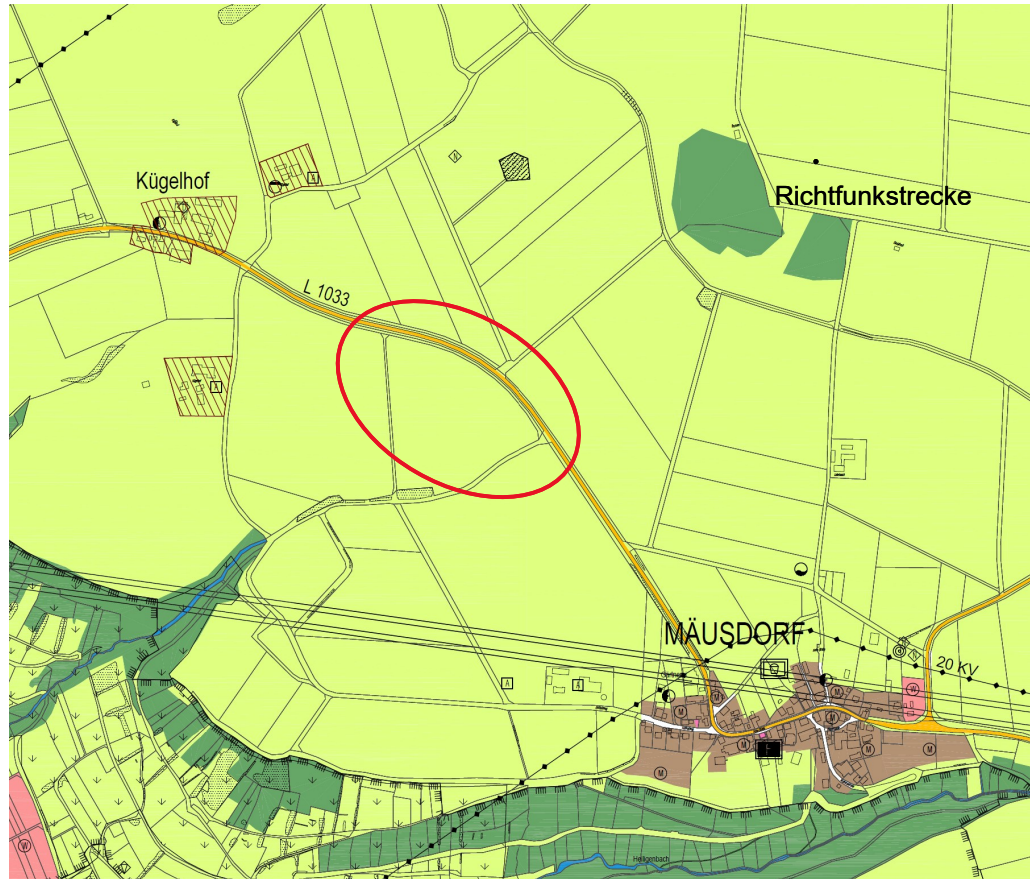 Kügelhof
N
A
Richtfunkstrecke
L 1033
A
MÄUSDORF
20 KV
N
A
A
W
M
M
M
M
M
M
M
M
L
W
Heiligenbach